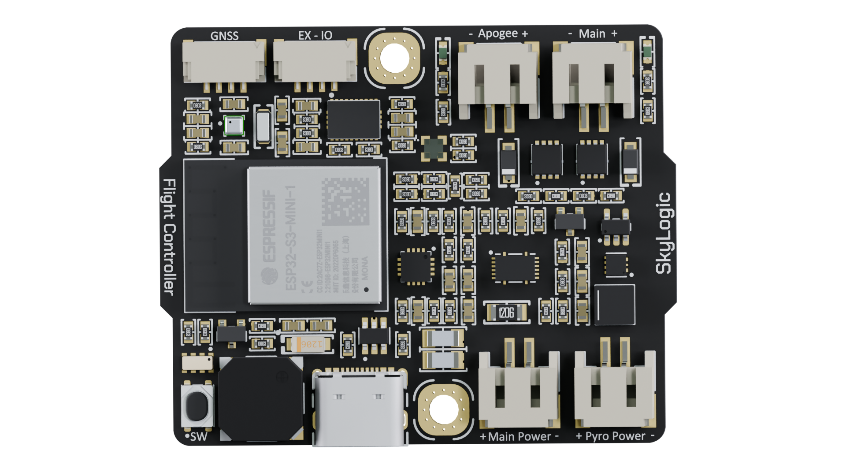 GNSS
EX - IO
- Apogee +
- Main +
Flight Controller
SkyLogic
ESPRESSIF
ESP32-S3-MINI-1
MONA
1206
SW
+ Main Power -
+ Pyro Power -